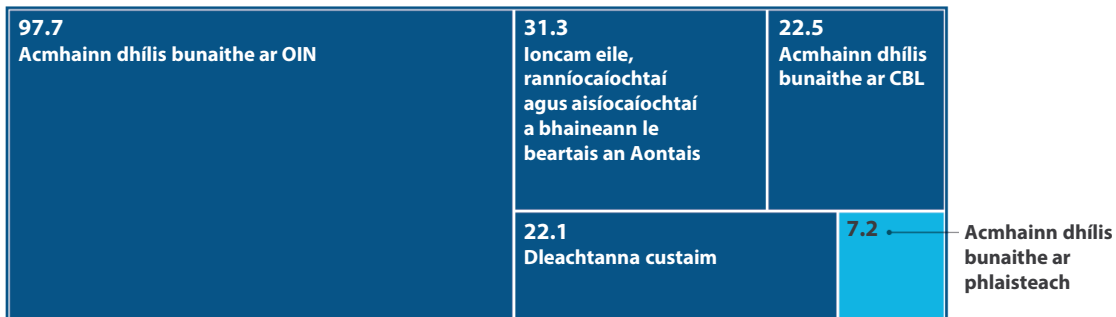 97.7
Acmhainn dhílis bunaithe ar OIN
31.3
Ioncam eile,
ranníocaíochtaí
agus aisíocaíochtaí
a bhaineann le
beartais an Aontais
22.5
Acmhainn dhílis
bunaithe ar CBL
22.1
Dleachtanna custaim
7.2
Acmhainn dhílis
bunaithe ar
phlaisteach